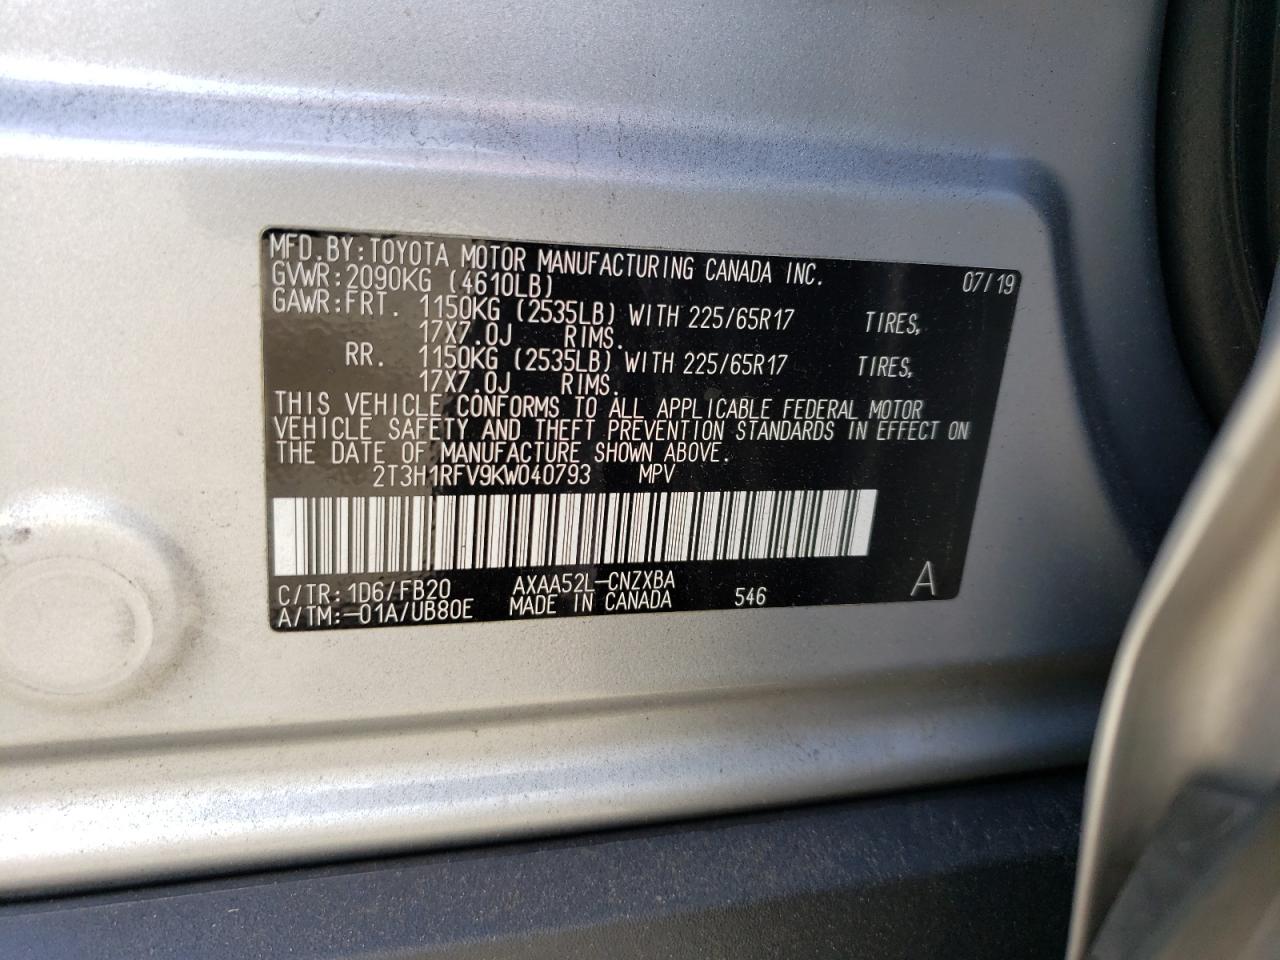 MFD.BY:TOYOTA MOTOR MANUFACTURING CANADA INC. 07/19
GVWR:2090KG (4610LB)
GAWR:FRT. 1150KG (2535LB) WITH 225/65R17 TIRES,
17X7.0J RIMS.
RR. 1150KG (2535LB) WITH 225/65R17 TIRES,
17X7.0J RIMS.
THIS VEHICLE CONFORMS TO ALL APPLICABLE FEDERAL MOTOR
VEHICLE SAFETY AND THEFT PREVENTION STANDARDS IN EFFECT ON
THE DATE OF MANUFACTURE SHOWN ABOVE.
2T3H1RFV9KW040793 MPV
C/TR:1D6/FB20 AXAA52L-CNZXBA
A/TM:-01A/UB80E MADE IN CANADA 546 A